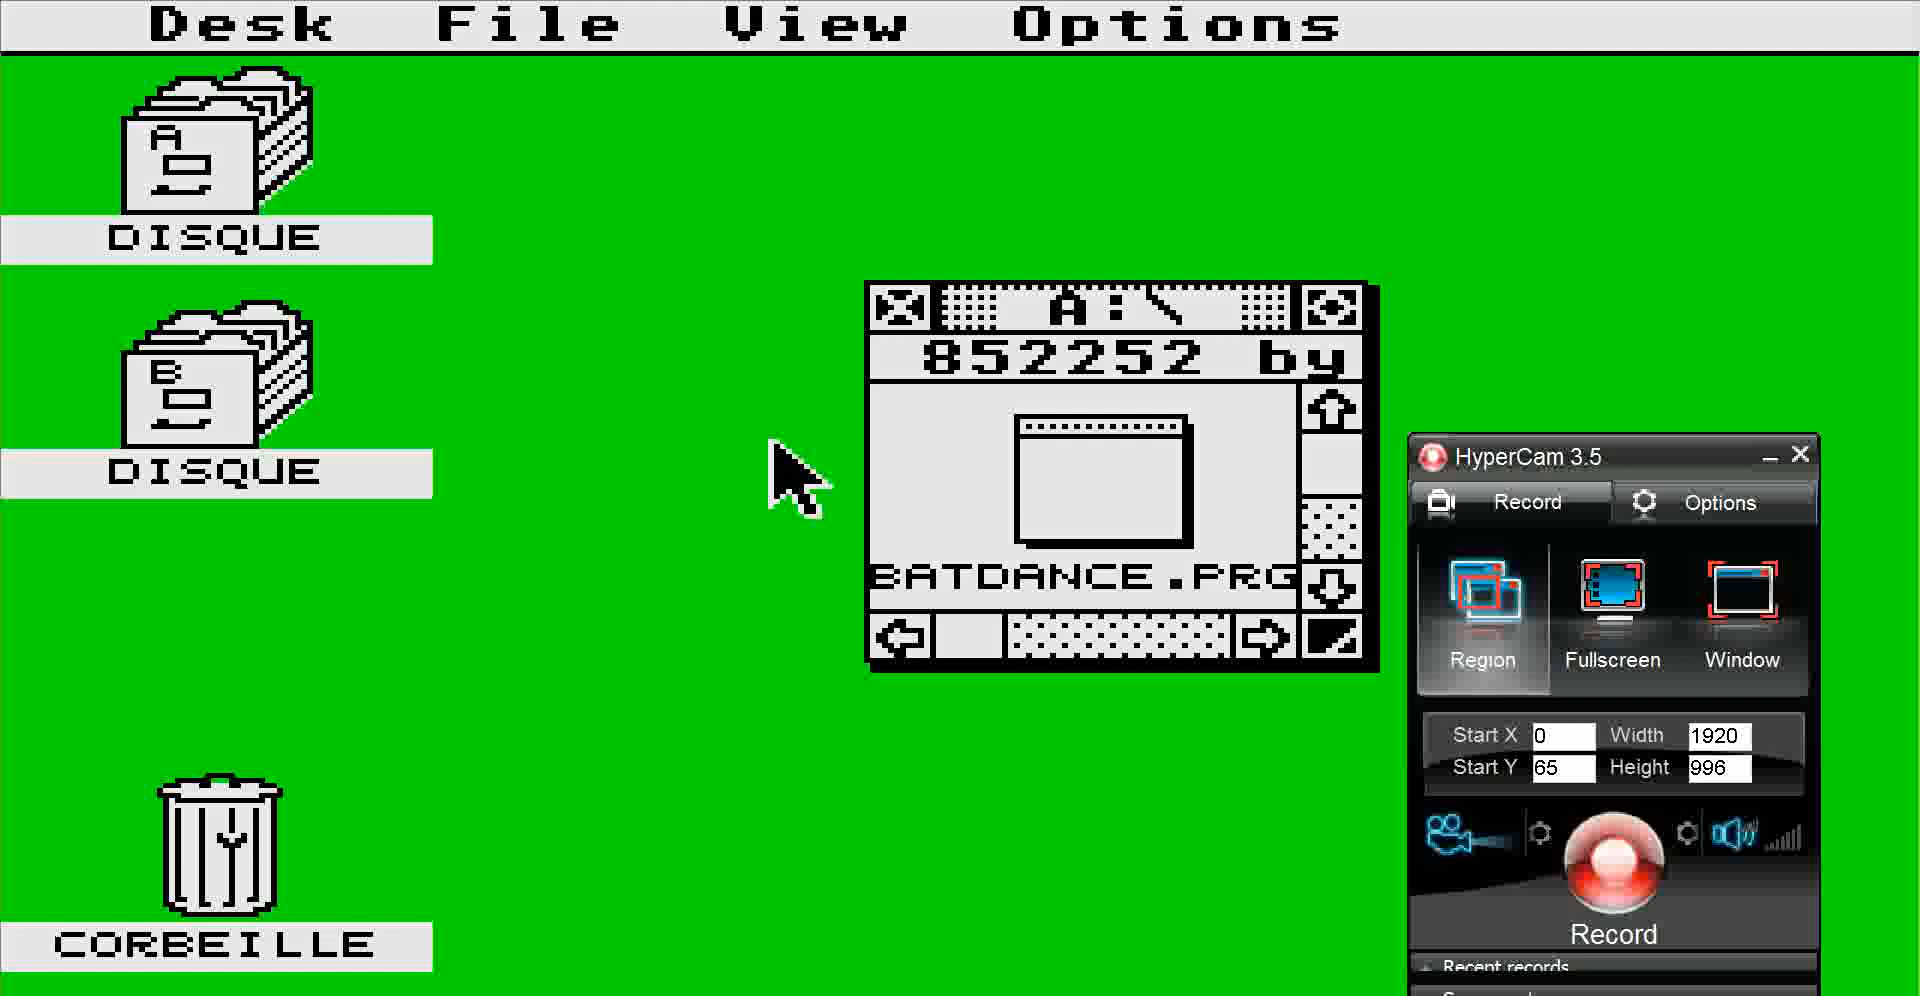 Desk File View Options
A
DISQUE
B
DISQUE
A:\
852252 by
BATDANCE.PRG
CORBEILLE
HyperCam 3.5
Record Options
Region Fullscreen Window
Start X 0 Width 1920
Start Y 65 Height 996
Record
Recent records